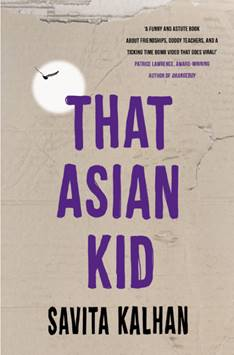 'A FUNNY AND ASTUTE BOOK
ABOUT FRIENDSHIPS, DODGY TEACHERS, AND A
TICKING TIME BOMB VIDEO THAT GOES VIRAL!'
PATRICE LAWRENCE, AWARD-WINNING
AUTHOR OF ORANGEBOY
THAT
ASIAN
KID
SAVITA KALHAN